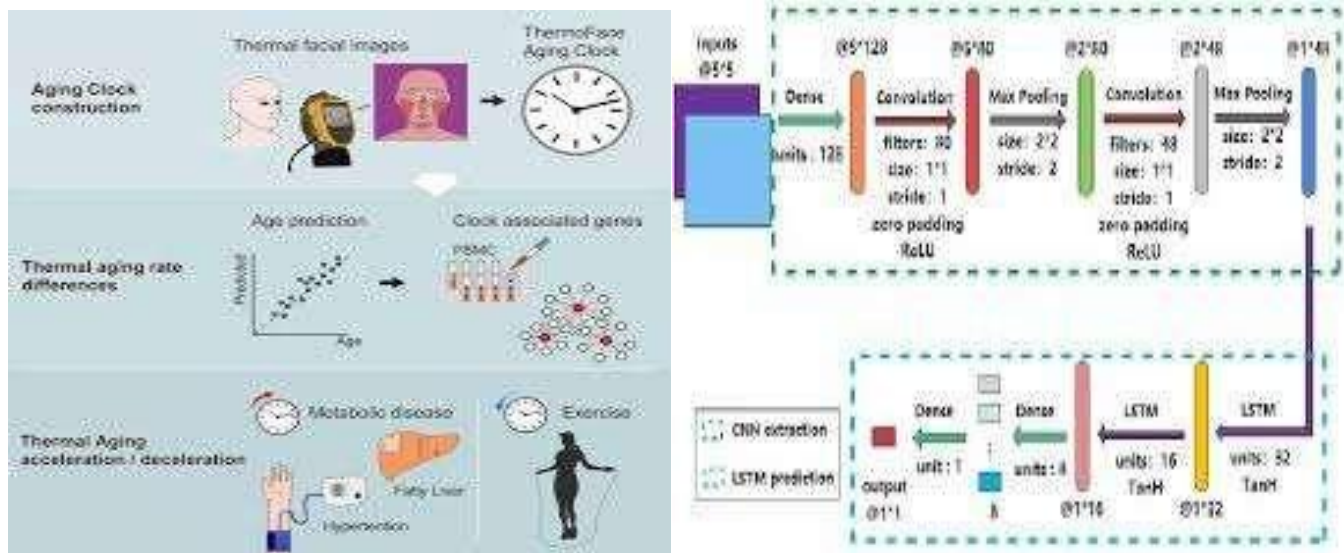 Thermal facial images
ThermoFace
Aging Clock
Aging Clock
construction
Age prediction
Clock associated genes
PBMC
Thermal aging rate
differences
Predicted
Age
Metabolic disease
Exercise
Thermal Aging
acceleration / deceleration
Fatty Liver
Hypertention
Inputs
@5*5
@5*128
@5*80
@2*80
@2*48
@1*48
Dense
units : 128
Convolution
filters: 80
size: 1*1
stride: 1
zero padding
ReLU
Max Pooling
size: 2*2
stride: 2
Convolution
filters: 48
size: 1*1
stride: 1
zero padding
ReLU
Max Pooling
size: 2*2
stride: 2
CNN extraction
LSTM prediction
LSTM
units: 32
TanH
@1*32
LSTM
units: 16
TanH
@1*16
Dense
units: 8
8
Dense
unit: 1
output
@1*1